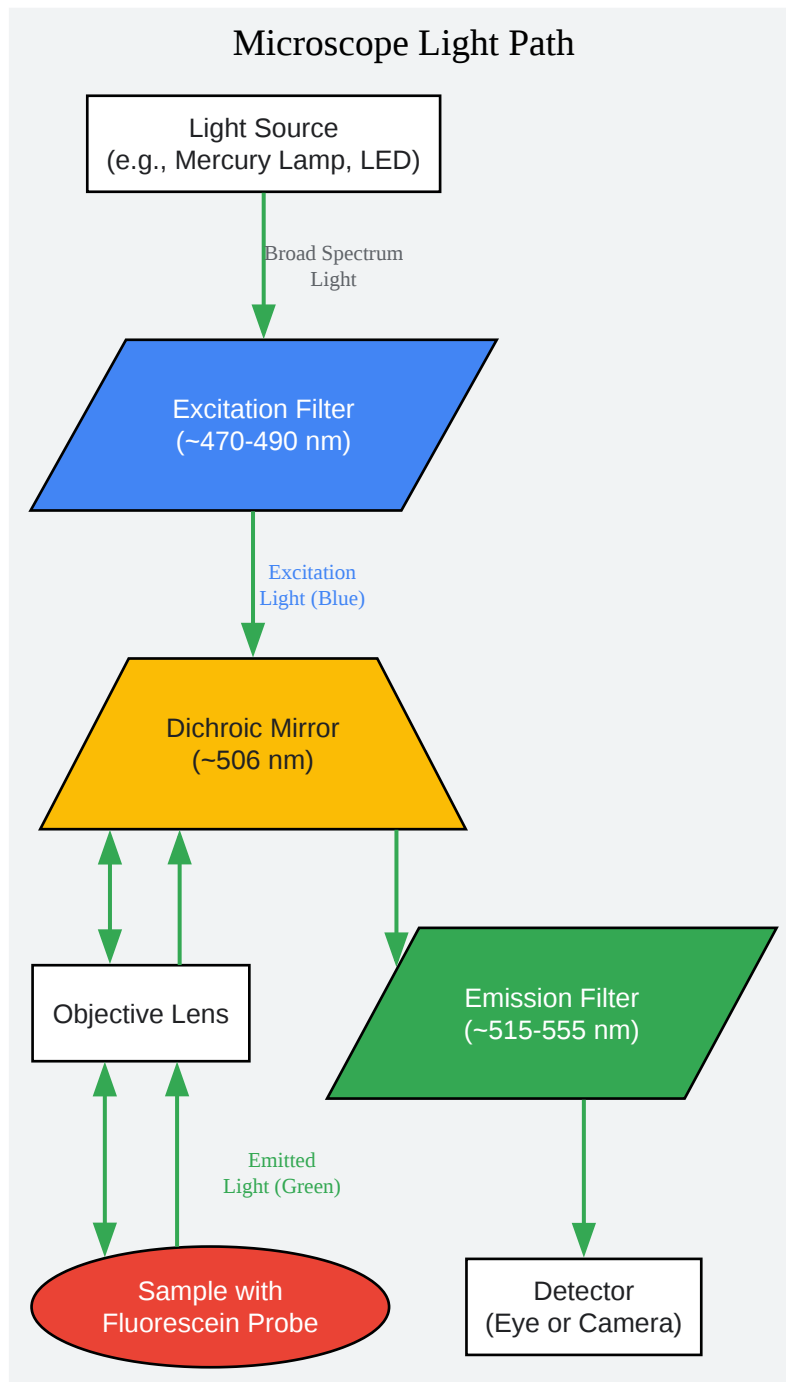 Microscope Light Path
Light Source
(e.g., Mercury Lamp, LED)
Broad Spectrum
Light
Excitation Filter
(~470-490 nm)
Excitation
Light (Blue)
Dichroic Mirror
(~506 nm)
Objective Lens
Emission Filter
(~515-555 nm)
Emitted
Light (Green)
Sample with
Fluorescein Probe
Detector
(Eye or Camera)